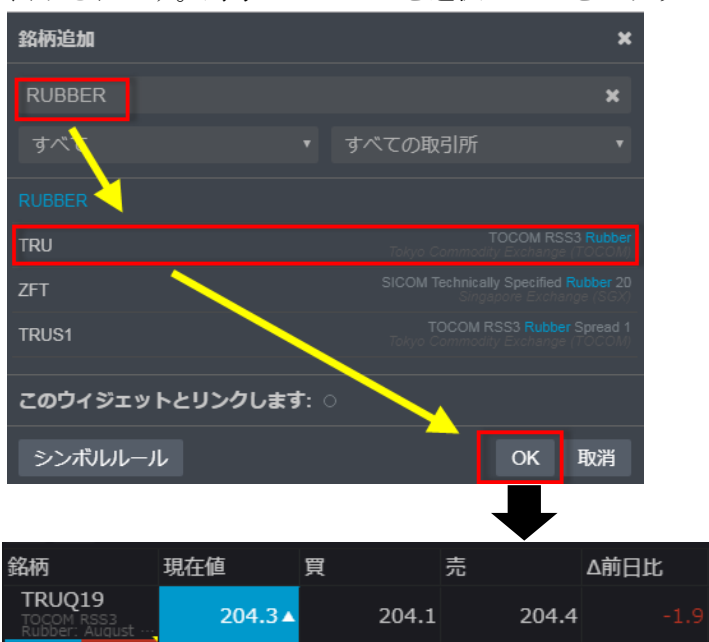 銘柄追加
RUBBER
すべて
すべての取引所
RUBBER
TRU
TOCOM RSS3 Rubber
Tokyo Commodity Exchange (TOCOM)
ZFT
SICOM Technically Specified Rubber 20
Singapore Exchange (SGX)
TRUS1
TOCOM RSS3 Rubber Spread 1
Tokyo Commodity Exchange (TOCOM)
このウィジェットとリンクします:
シンボルルール
OK
取消
銘柄 現在値 買 売 Δ前日比
TRUQ19 204.3▲ 204.1 204.4 -1.9
TOCOM RSS3
Rubber: August ...